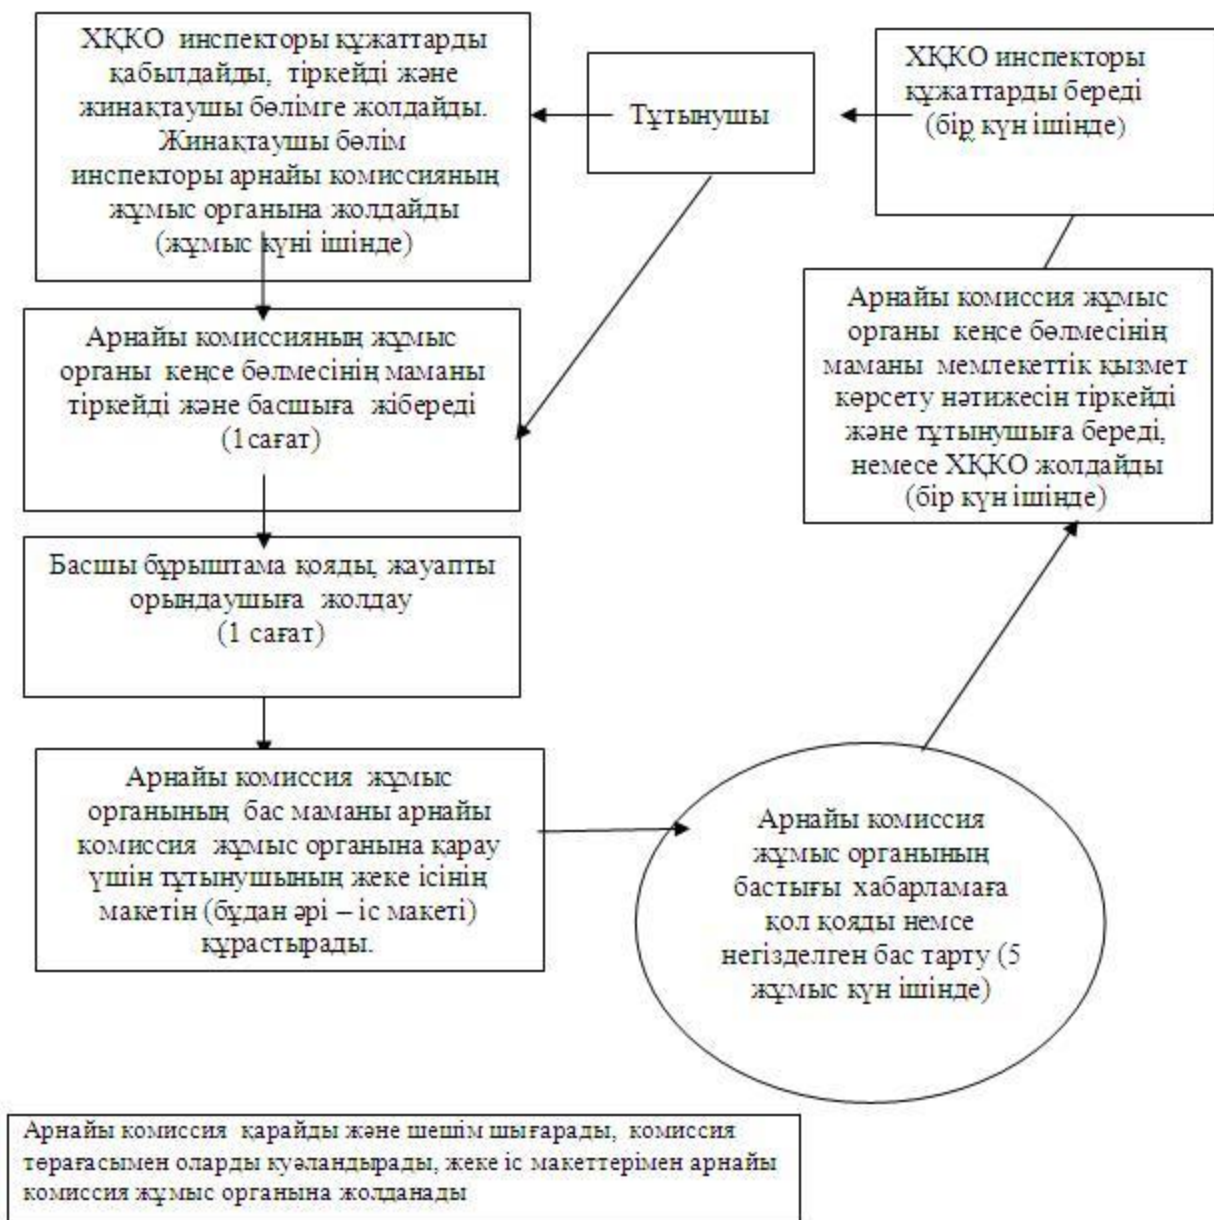 ХҚКО инспекторы құжаттарды
қабылдайды, тіркейді және
жинақтаушы бөлімге жолдайды.
Жинақтаушы бөлім
инспекторы арнайы комиссияның
жұмыс органына жолдайды
(жұмыс күні ішінде)
Тұтынушы
ХҚКО инспекторы
құжаттарды береді
(бір күн ішінде)
Арнайы комиссияның жұмыс
органы кеңсе бөлмесінің маманы
тіркейді және басшыға жібереді
(1сағат)
Арнайы комиссия жұмыс
органы кеңсе бөлмесінің
маманы мемлекеттік қызмет
көрсету нәтижесін тіркейді
және тұтынушыға береді,
немесе ХҚКО жолдайды
(бір күн ішінде)
Басшы бұрыштама қояды, жауапты
орындаушыға жолдау
(1 сағат)
Арнайы комиссия жұмыс
органының бас маманы арнайы
комиссия жұмыс органына қарау
үшін тұтынушының жеке ісінің
макетін (бұдан әрі – іс макеті)
құрастырады.
Арнайы комиссия
жұмыс органының
бастығы хабарламаға
қол қояды немсе
негізделген бас тарту (5
жұмыс күн ішінде)
Арнайы комиссия қарайды және шешім шығарады, комиссия
төрағасымен оларды куәландырады, жеке іс макеттерімен арнайы
комиссия жұмыс органына жолданады